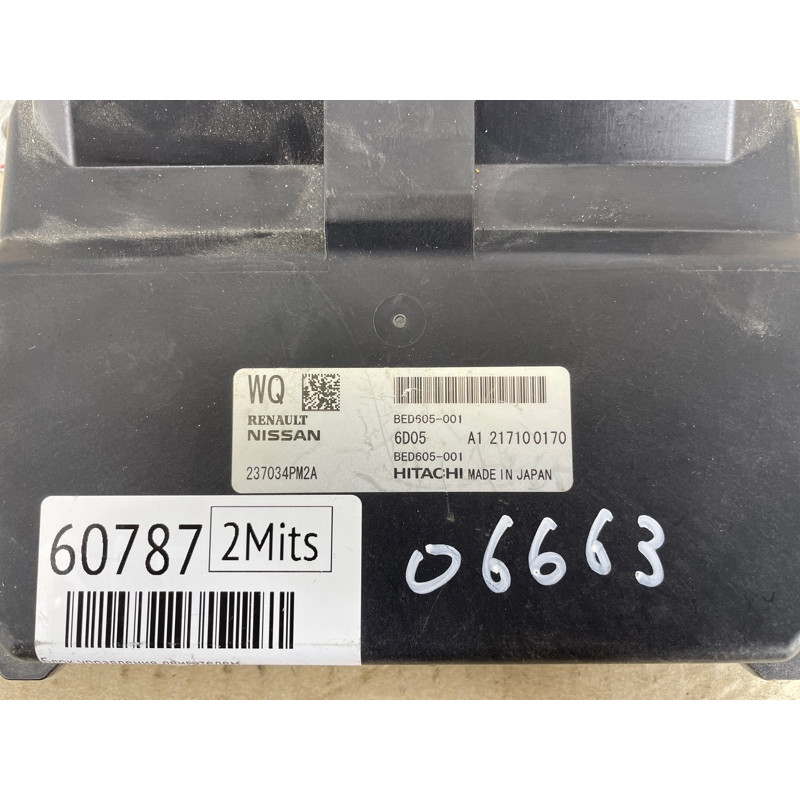 WQ
RENAULT
NISSAN
237034PM2A
BED605-001
6D05 A1 217100170
BED605-001
HITACHI MADE IN JAPAN
60787 2Mits
06663